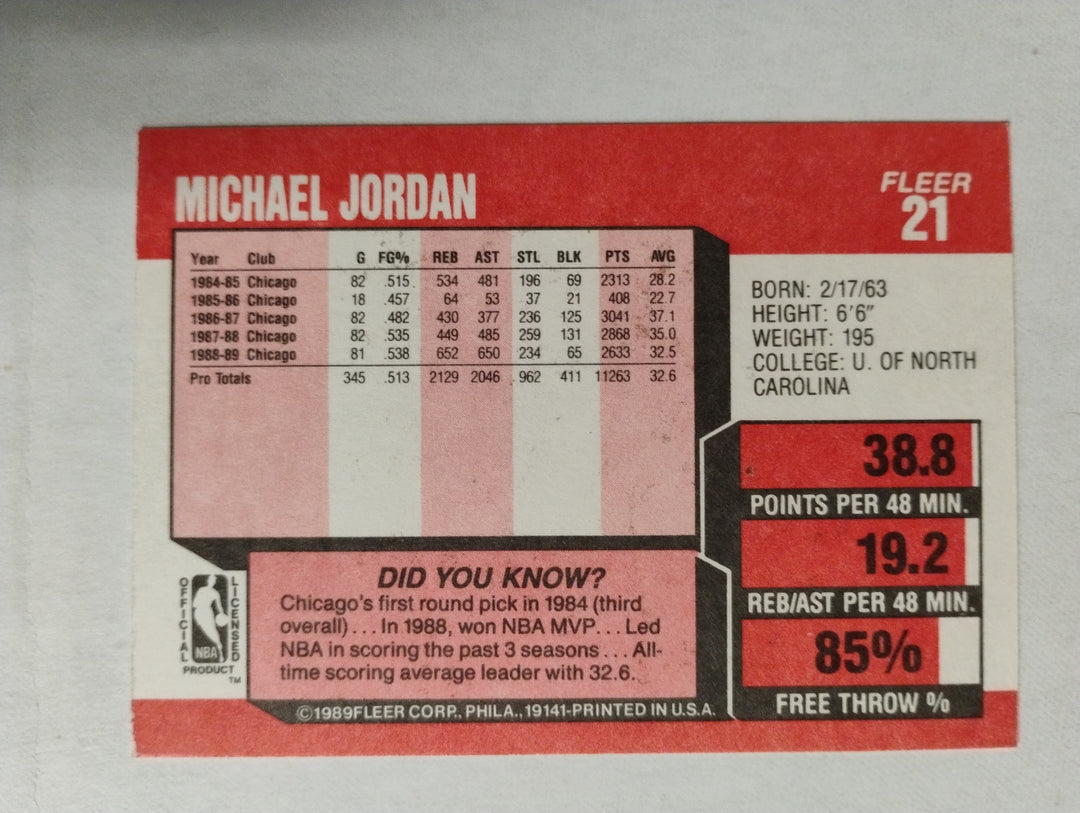 MICHAEL JORDAN
FLEER
21
Year Club G FG% REB AST STL BLK PTS AVG
1984-85 Chicago 82 .515 534 481 196 69 2313 28.2
1985-86 Chicago 18 .457 64 53 37 21 408 22.7
1986-87 Chicago 82 .482 430 377 236 125 3041 37.1
1987-88 Chicago 82 .535 449 485 259 131 2868 35.0
1988-89 Chicago 81 .538 652 650 234 65 2633 32.5
Pro Totals 345 .513 2129 2046 962 411 11263 32.6
BORN: 2/17/63
HEIGHT: 6'6"
WEIGHT: 195
COLLEGE: U. OF NORTH
CAROLINA
38.8
POINTS PER 48 MIN.
19.2
REB/AST PER 48 MIN.
85%
FREE THROW %
OFFICIAL
LICENSED
NBA
PRODUCT
TM
DID YOU KNOW?
Chicago's first round pick in 1984 (third
overall)...In 1988, won NBA MVP...Led
NBA in scoring the past 3 seasons...All-
time scoring average leader with 32.6.
©1989FLEER CORP., PHILA.,19141-PRINTED IN U.S.A.